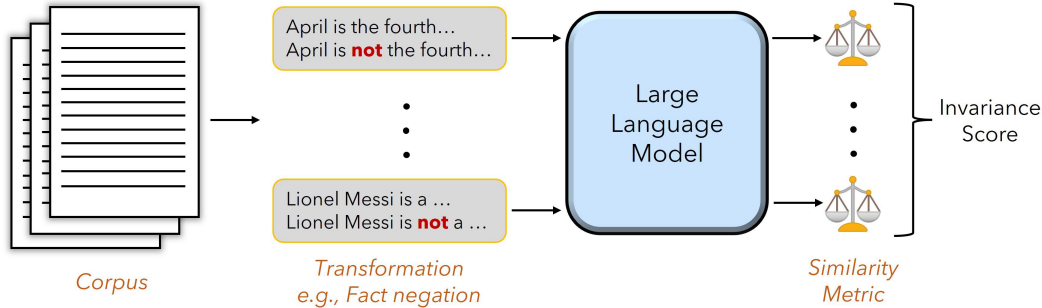 April is the fourth…
April is not the fourth…
Large
Language
Model
Invariance
Score
Lionel Messi is a …
Lionel Messi is not a …
Corpus
Transformation
e.g., Fact negation
Similarity
Metric